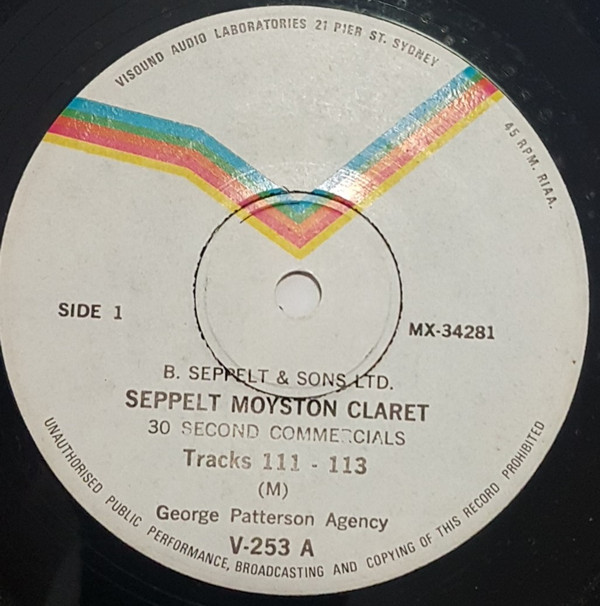 VISOUND AUDIO LABORATORIES 21 PIER ST. SYDNEY
45 RPM. RIAA.
SIDE 1
MX-34281
B. SEPPELT & SONS LTD.
SEPPELT MOYSTON CLARET
30 SECOND COMMERCIALS
Tracks 111 - 113
(M)
George Patterson Agency
V-253 A
UNAUTHORISED PUBLIC PERFORMANCE, BROADCASTING AND COPYING OF THIS RECORD PROHIBITED